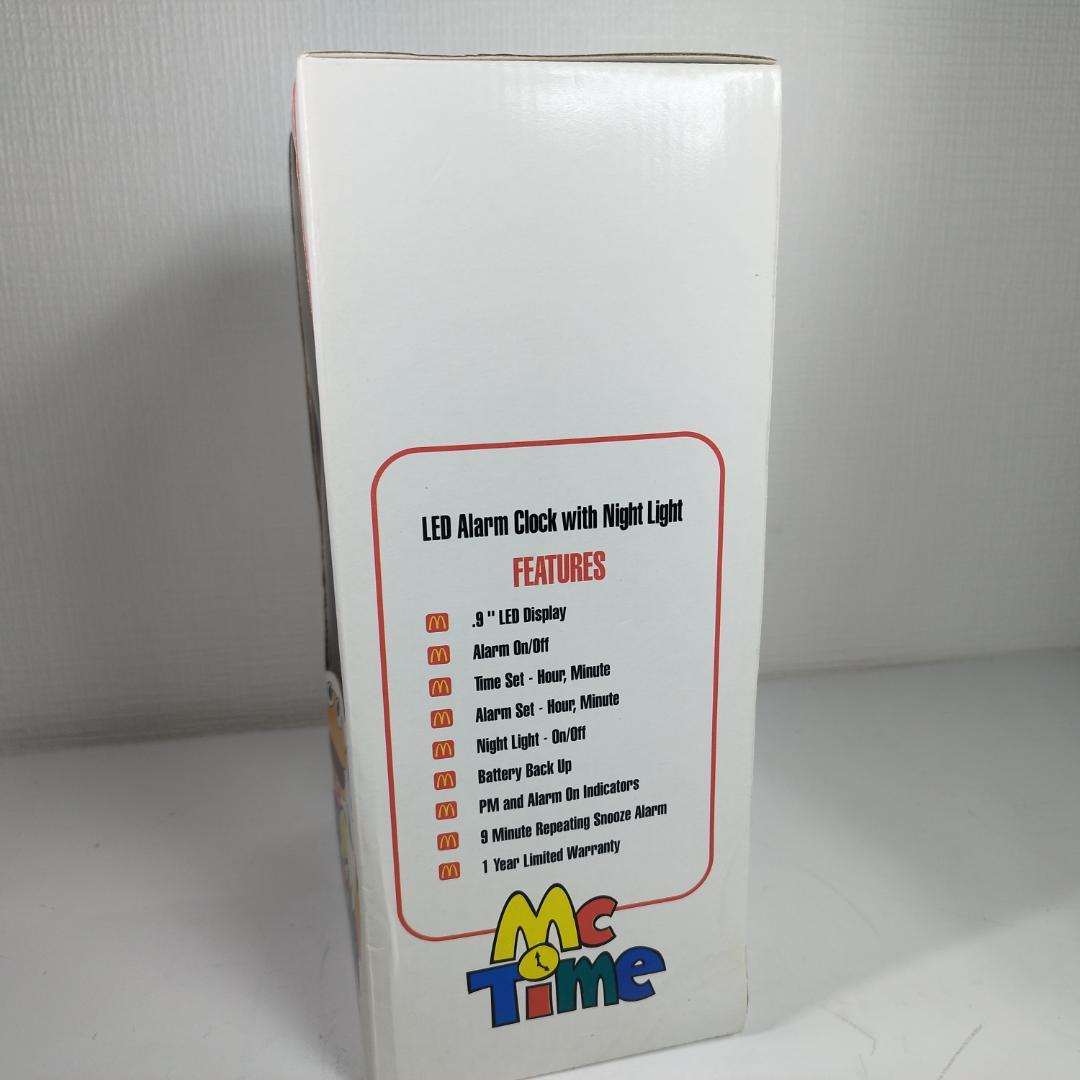 LED Alarm Clock with Night Light
FEATURES
.9 " LED Display
Alarm On/Off
Time Set - Hour, Minute
Alarm Set - Hour, Minute
Night Light - On/Off
Battery Back Up
PM and Alarm On Indicators
9 Minute Repeating Snooze Alarm
1 Year Limited Warranty
Mc
Time